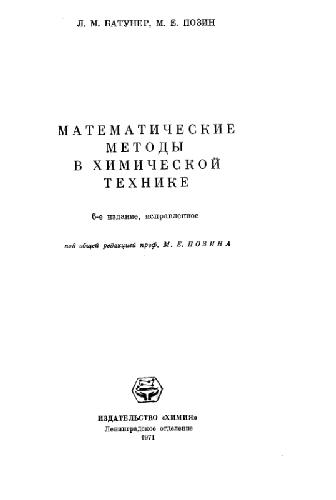 Л. М. БАТУНЕР, М. Е. ПОЗИН
МАТЕМАТИЧЕСКИЕ
МЕТОДЫ
В ХИМИЧЕСКОЙ
ТЕХНИКЕ
6-е издание, исправленное
под общей редакцией проф. М. Е. ПОЗИНА
ИЗДАТЕЛЬСТВО «ХИМИЯ»
Ленинградское отделение
1971